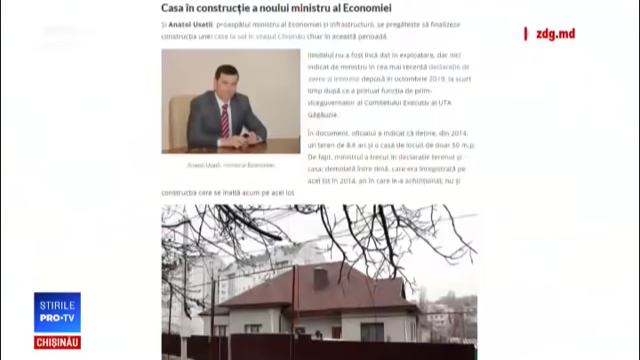 Casa în construcție a noului ministru al Economiei
Și Anatol Usatîi, proaspătul ministru al Economiei și Infrastructurii, se pregătește să finalizeze
construcția unei case la sol în orașul Chișinău chiar în această perioadă.
zdg.md
Imobilul nu a fost încă dat în exploatare, dar nici
indicat de ministru în cea mai recentă declarație de
avere și interese depusă în octombrie 2019, la scurt
timp după ce a preluat funcția de prim-
viceguvernator al Comitetului Executiv al UTA
Găgăuzia.
În document, oficialul a indicat că deține, din 2014,
un teren de 8.6 ari și o casă de locuit de doar 50 m.p.
De fapt, ministrul a trecut în declarație terenul și
casa, demolată între timp, care era înregistrată pe
acel lot în 2014, an în care le-a achiziționat, nu și
construcția care se înalță acum pe acel lot.
Anatol Usatîi, ministrul Economiei
ȘTIRILE
PRO•TV
CHIȘINĂU